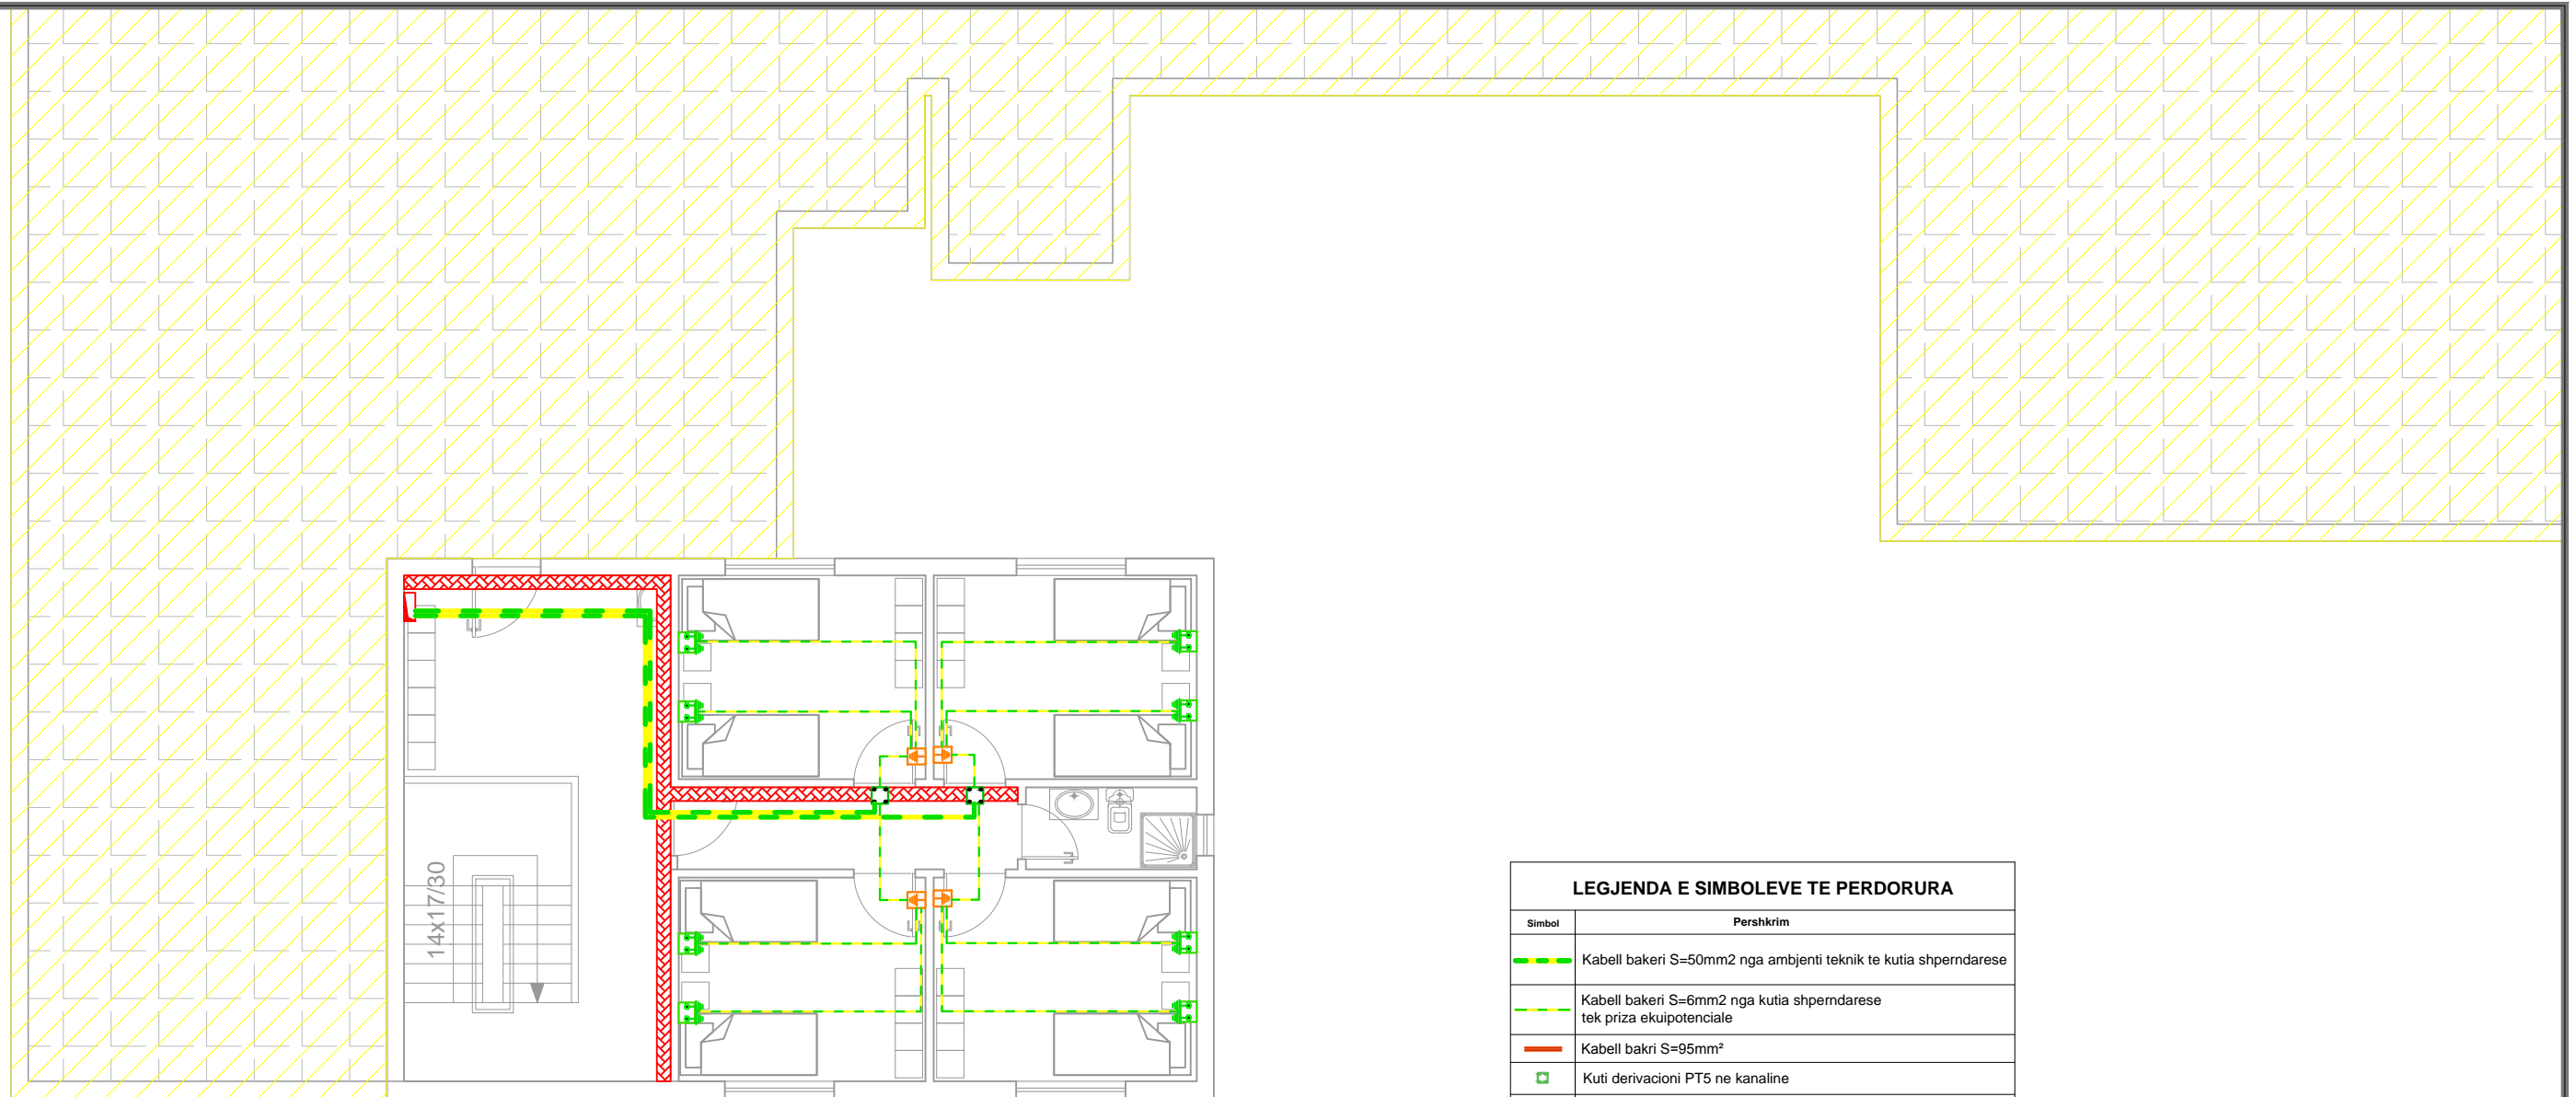 14x17/30
LEGJENDA E SIMBOLEVE TE PERDORURA
Simbol Pershkrim
Kabell bakeri S=50mm2 nga ambjenti teknik te kutia shperndarese
Kabell bakeri S=6mm2 nga kutia shperndarese
tek priza ekuipotenciale
Kabell bakri S=95mm²
Kuti derivacioni PT5 ne kanaline